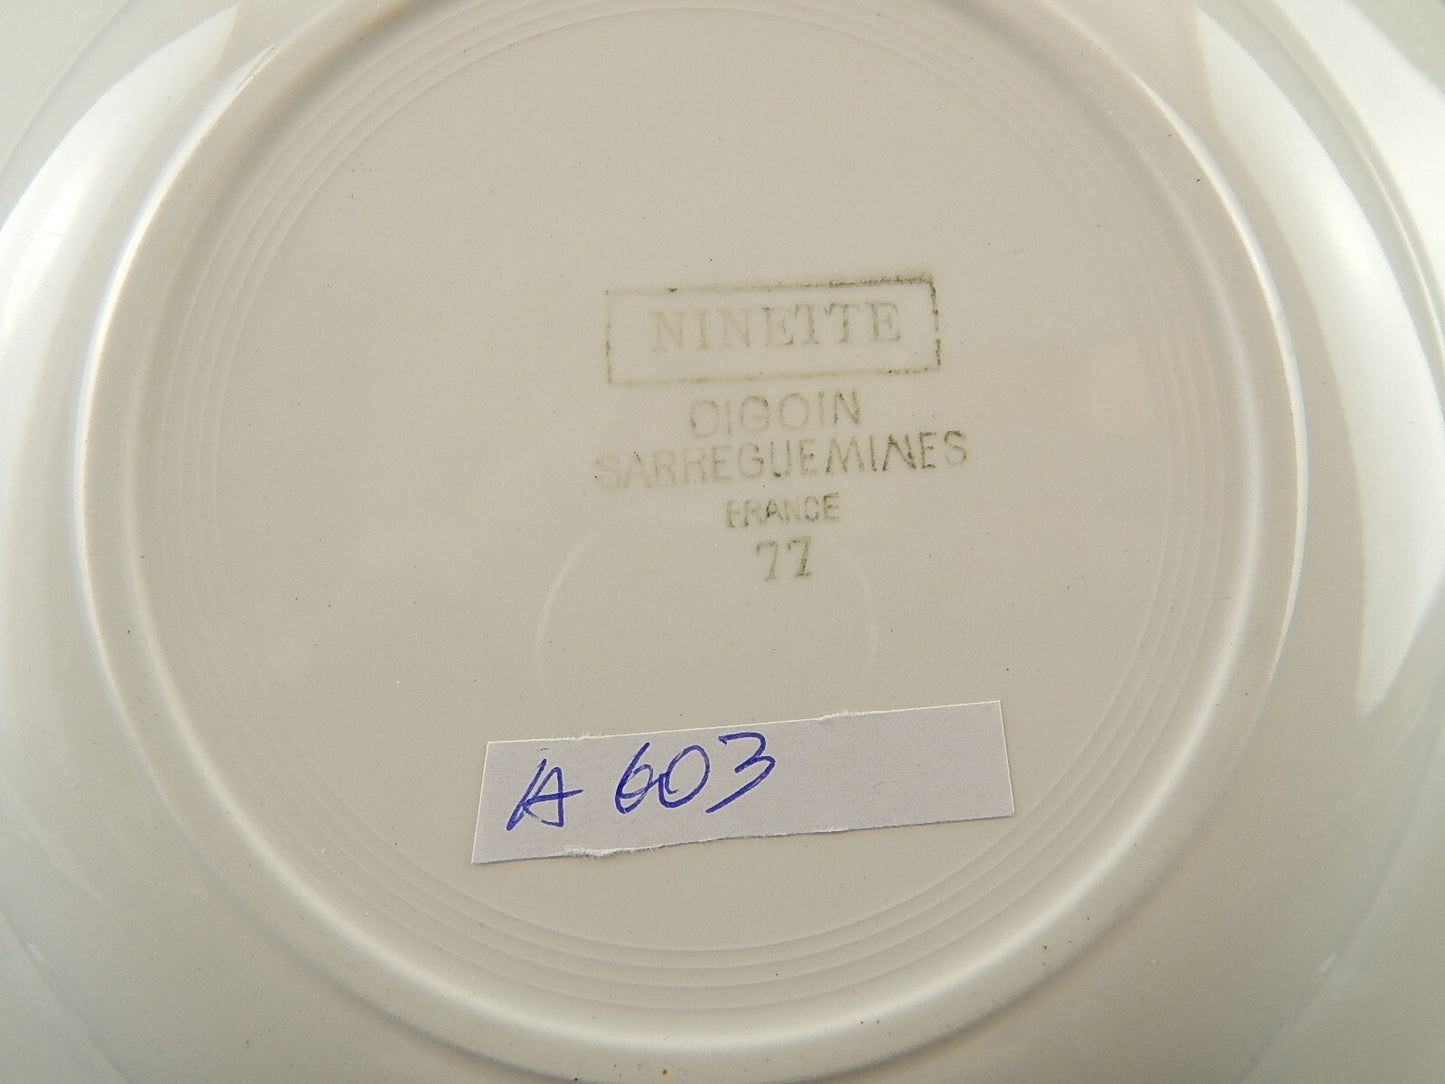 NINETTE
DIGOIN
SARREGUEMINES
FRANCE
77
A 603